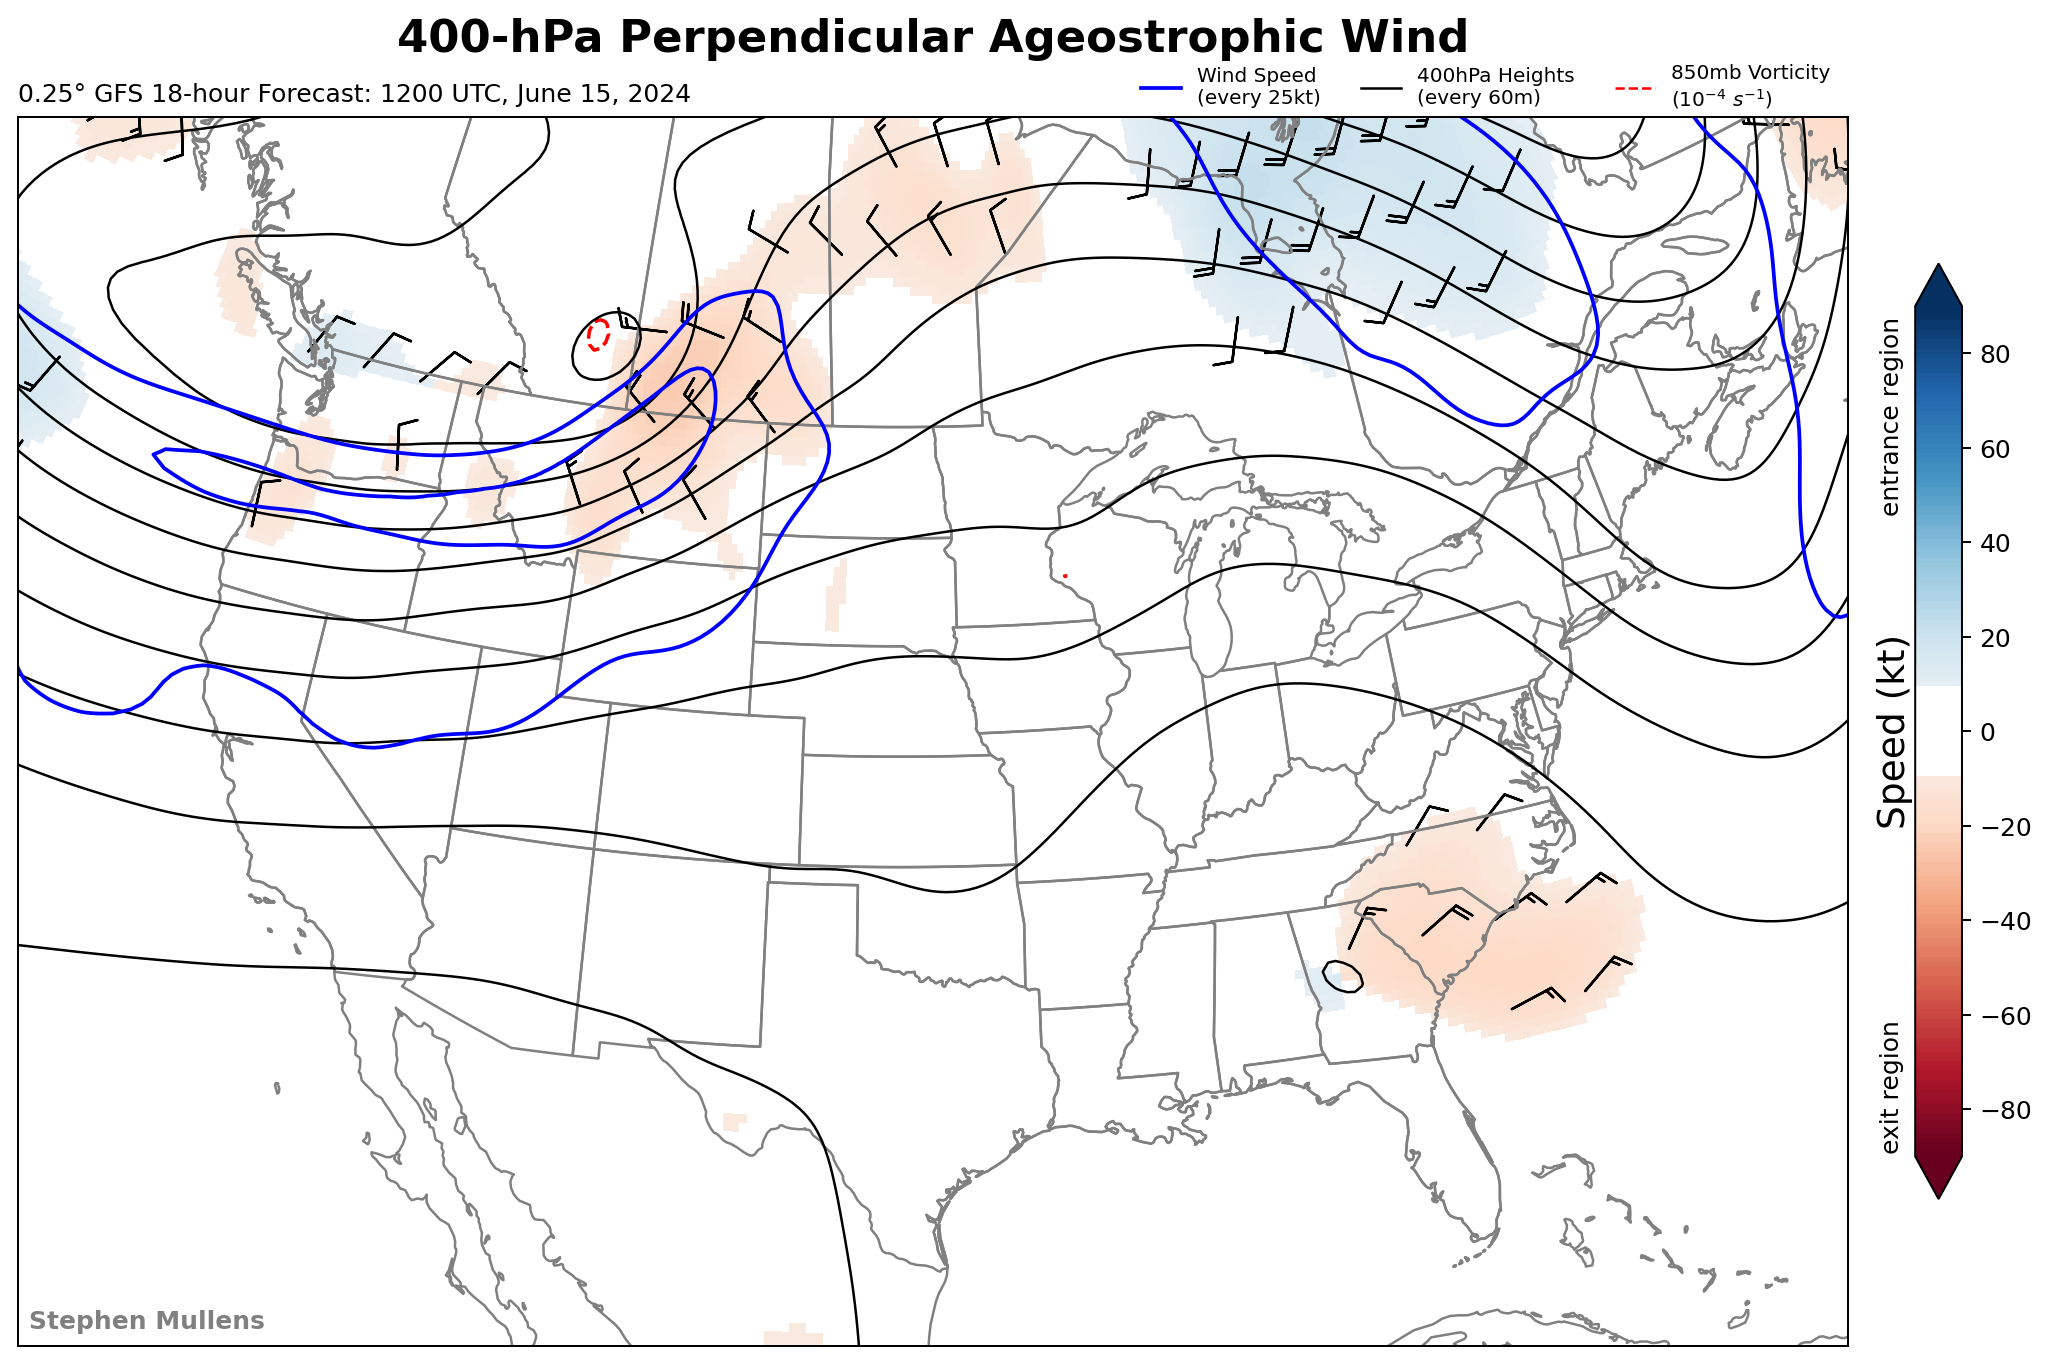 400-hPa Perpendicular Ageostrophic Wind
0.25° GFS 18-hour Forecast: 1200 UTC, June 15, 2024
Wind Speed
(every 25kt)
400hPa Heights
(every 60m)
850mb Vorticity
(10⁻⁴ s⁻¹)
entrance region
Speed (kt)
exit region
80
60
40
20
0
−20
−40
−60
−80
Stephen Mullens